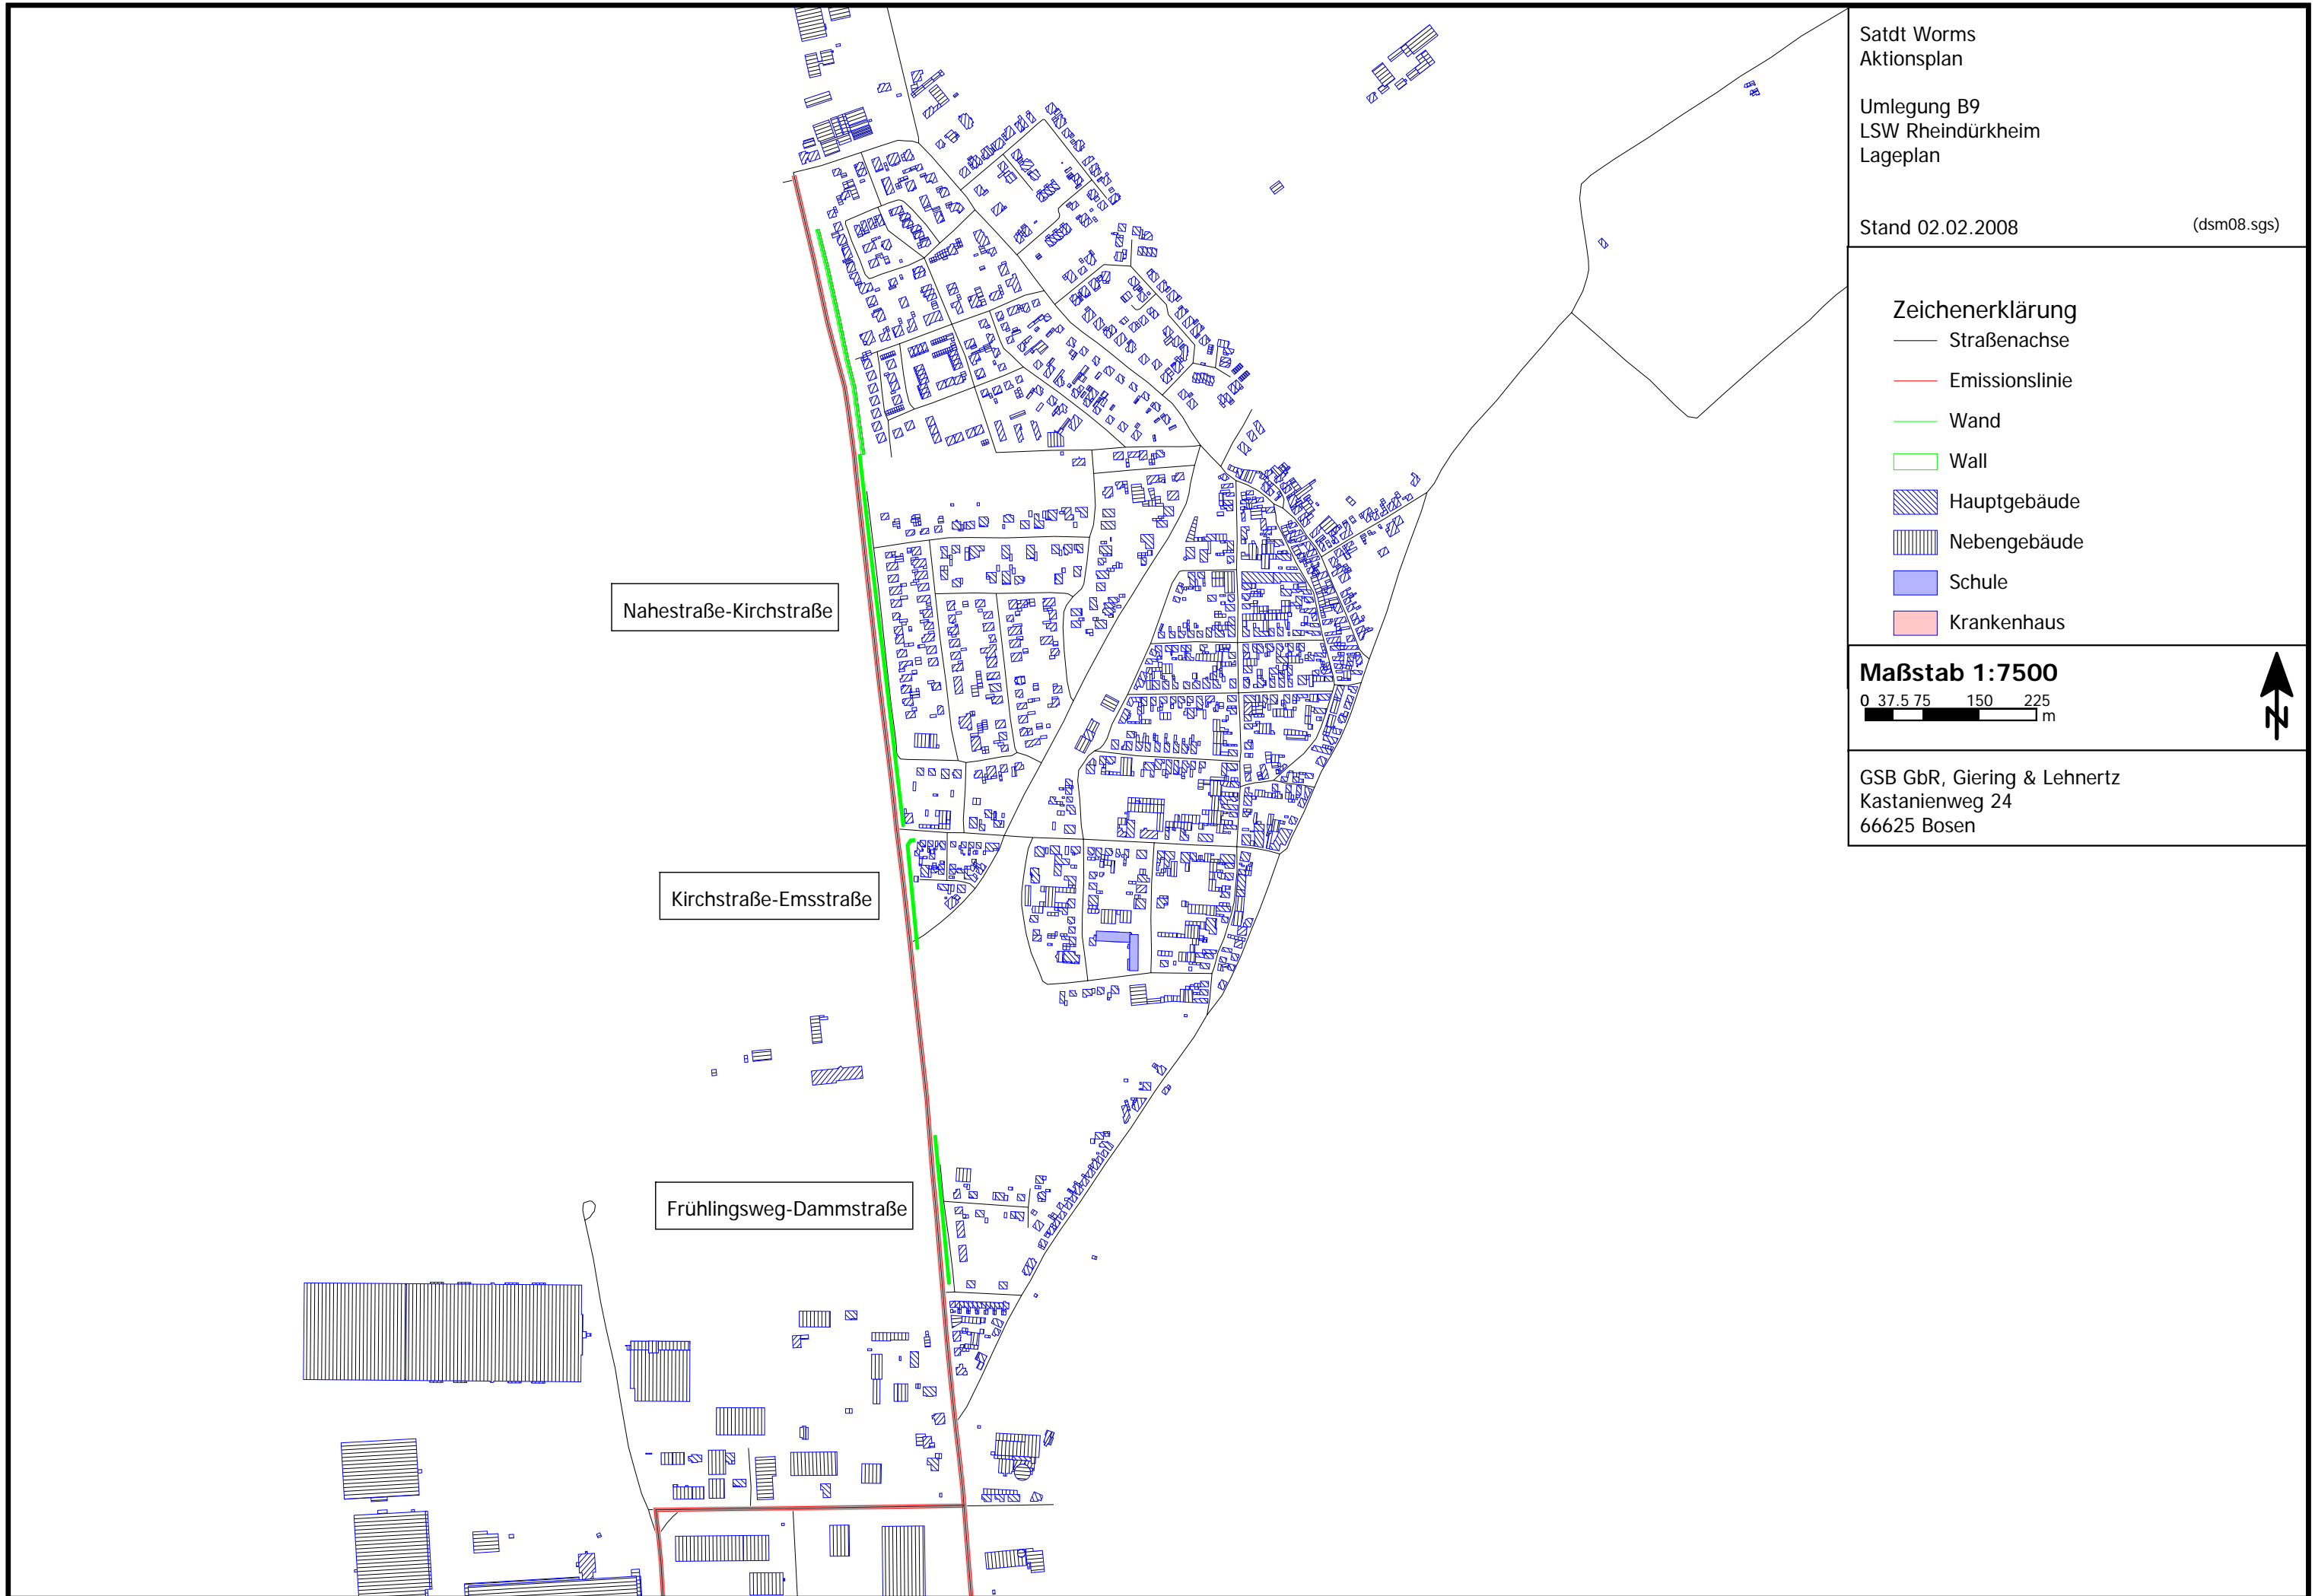 Satdt Worms
Aktionsplan
Umlegung B9
LSW Rheindürkheim
Lageplan
Stand 02.02.2008 (dsm08.sgs)
Zeichenerklärung
Straßenachse
Emissionslinie
Wand
Wall
Hauptgebäude
Nebengebäude
Schule
Krankenhaus
Maßstab 1:7500
0 37.5 75 150 225
m
N
GSB GbR, Giering & Lehnertz
Kastanienweg 24
66625 Bosen
Nahestraße-Kirchstraße
Kirchstraße-Emsstraße
Frühlingsweg-Dammstraße